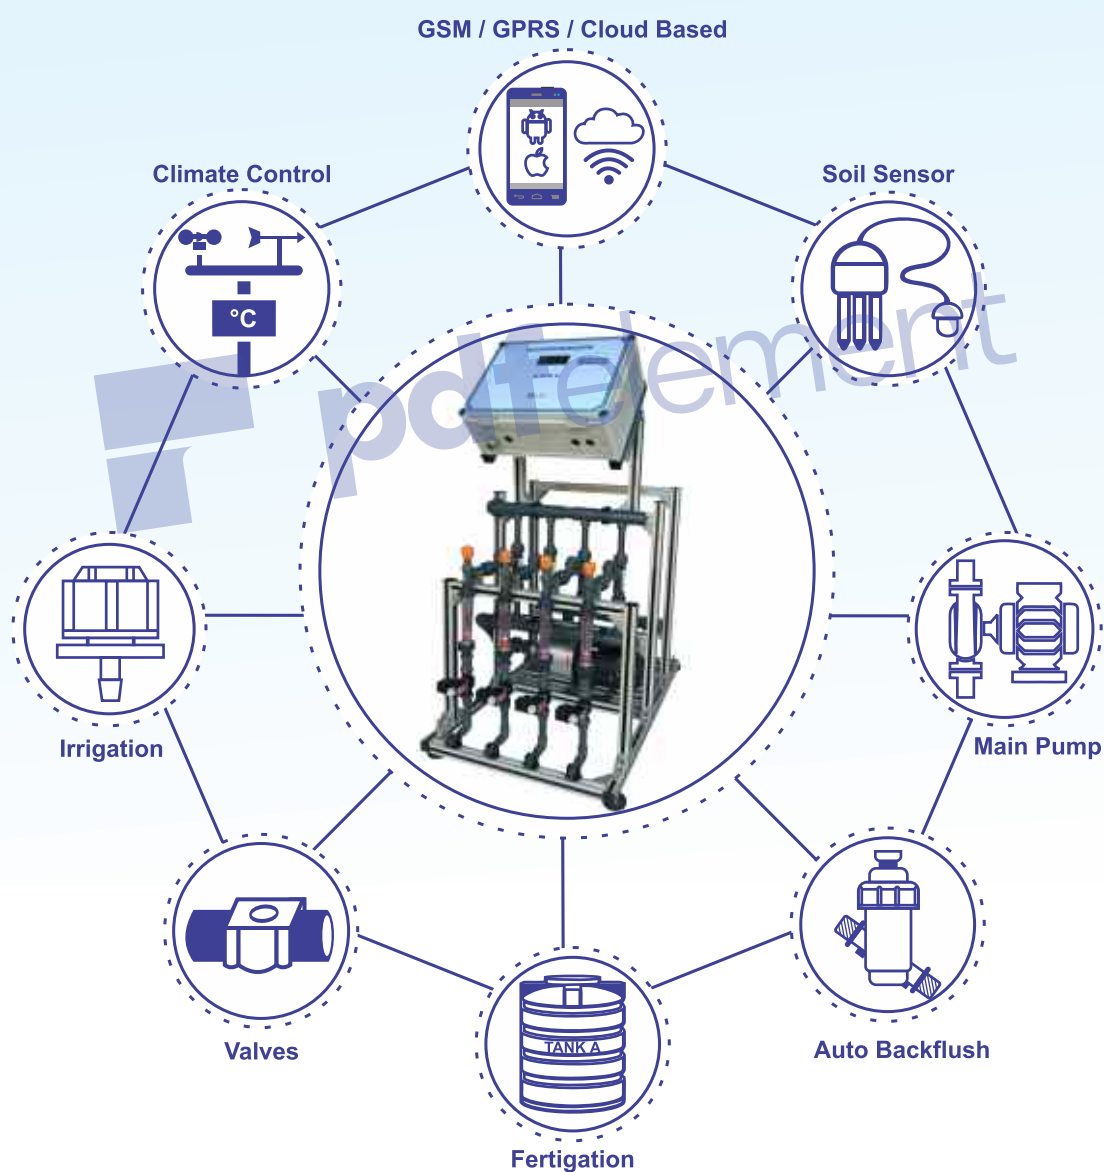 GSM / GPRS / Cloud Based
Climate Control
Soil Sensor
°C
pdfelement
Irrigation
Main Pump
Valves
TANK A
Auto Backflush
Fertigation